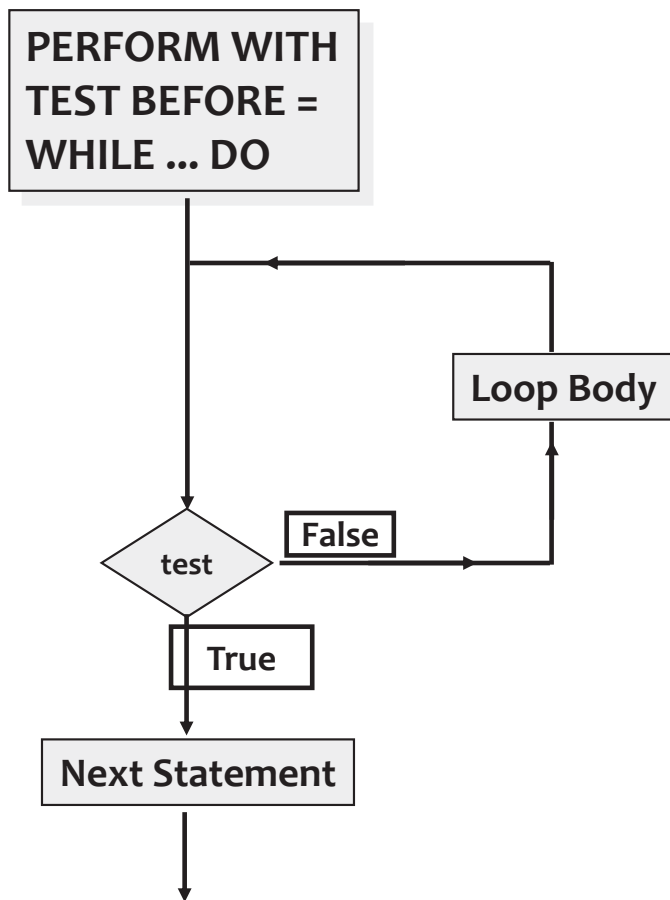 PERFORM WITH
TEST BEFORE =
WHILE ... DO
Loop Body
False
test
True
Next Statement